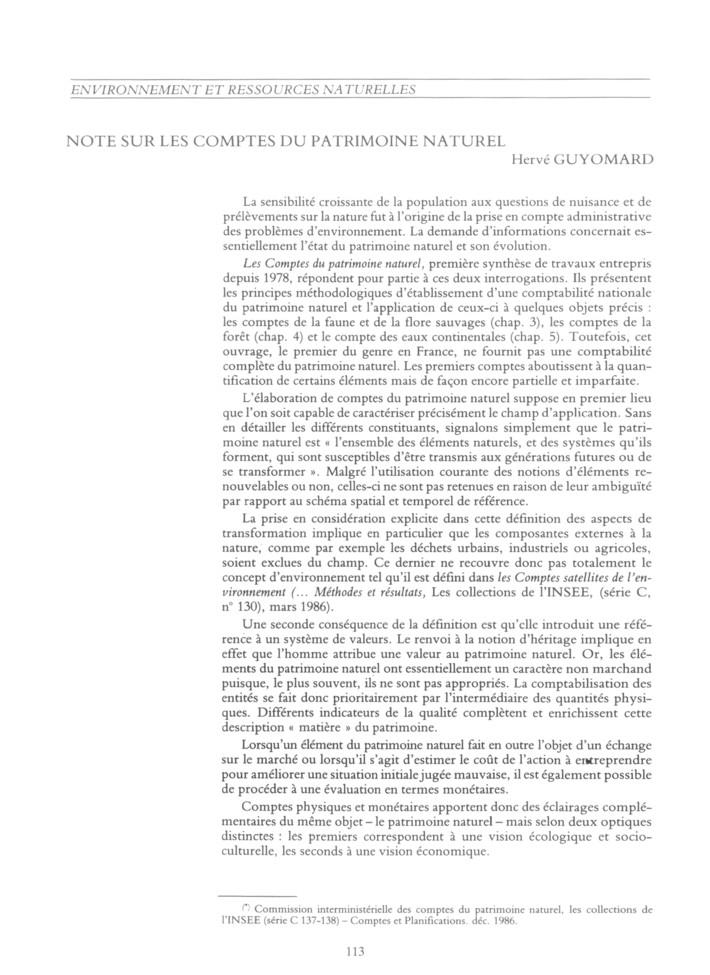 ENVIRONNEMENT ET RESSOURCES NATURELLES
NOTE SUR LES COMPTES DU PATRIMOINE NATUREL
Hervé GUYOMARD
La sensibilité croissante de la population aux questions de nuisance et de
prélèvements sur la nature fut à l'origine de la prise en compte administrative
des problèmes d'environnement. La demande d'informations concernait es-
sentiellement l'état du patrimoine naturel et son évolution.
Les Comptes du patrimoine naturel, première synthèse de travaux entrepris
depuis 1978, répondent pour partie à ces deux interrogations. Ils présentent
les principes méthodologiques d'établissement d'une comptabilité nationale
du patrimoine naturel et l'application de ceux-ci à quelques objets précis :
les comptes de la faune et de la flore sauvages (chap. 3), les comptes de la
forêt (chap. 4) et le compte des eaux continentales (chap. 5). Toutefois, cet
ouvrage, le premier du genre en France, ne fournit pas une comptabilité
complète du patrimoine naturel. Les premiers comptes aboutissent à la quan-
tification de certains éléments mais de façon encore partielle et imparfaite.
L'élaboration de comptes du patrimoine naturel suppose en premier lieu
que l'on soit capable de caractériser précisément le champ d'application. Sans
en détailler les différents constituants, signalons simplement que le patri-
moine naturel est « l'ensemble des éléments naturels, et des systèmes qu'ils
forment, qui sont susceptibles d'être transmis aux générations futures ou de
se transformer ». Malgré l'utilisation courante des notions d'éléments re-
nouvelables ou non, celles-ci ne sont pas retenues en raison de leur ambiguïté
par rapport au schéma spatial et temporel de référence.
La prise en considération explicite dans cette définition des aspects de
transformation implique en particulier que les composantes externes à la
nature, comme par exemple les déchets urbains, industriels ou agricoles,
soient exclues du champ. Ce dernier ne recouvre donc pas totalement le
concept d'environnement tel qu'il est défini dans les Comptes satellites de l'en-
vironnement (... Méthodes et résultats, Les collections de l'INSEE, (série C,
n° 130), mars 1986).
Une seconde conséquence de la définition est qu'elle introduit une réfé-
rence à un système de valeurs. Le renvoi à la notion d'héritage implique en
effet que l'homme attribue une valeur au patrimoine naturel. Or, les élé-
ments du patrimoine naturel ont essentiellement un caractère non marchand
puisque, le plus souvent, ils ne sont pas appropriés. La comptabilisation des
entités se fait donc prioritairement par l'intermédiaire des quantités physi-
ques. Différents indicateurs de la qualité complètent et enrichissent cette
description « matière » du patrimoine.
Lorsqu'un élément du patrimoine naturel fait en outre l'objet d'un échange
sur le marché ou lorsqu'il s'agit d'estimer le coût de l'action à entreprendre
pour améliorer une situation initiale jugée mauvaise, il est également possible
de procéder à une évaluation en termes monétaires.
Comptes physiques et monétaires apportent donc des éclairages complé-
mentaires du même objet – le patrimoine naturel – mais selon deux optiques
distinctes : les premiers correspondent à une vision écologique et socio-
culturelle, les seconds à une vision économique.
(*) Commission interministérielle des comptes du patrimoine naturel, les collections de
l'INSEE (série C 137-138) – Comptes et Planifications. déc. 1986.
113